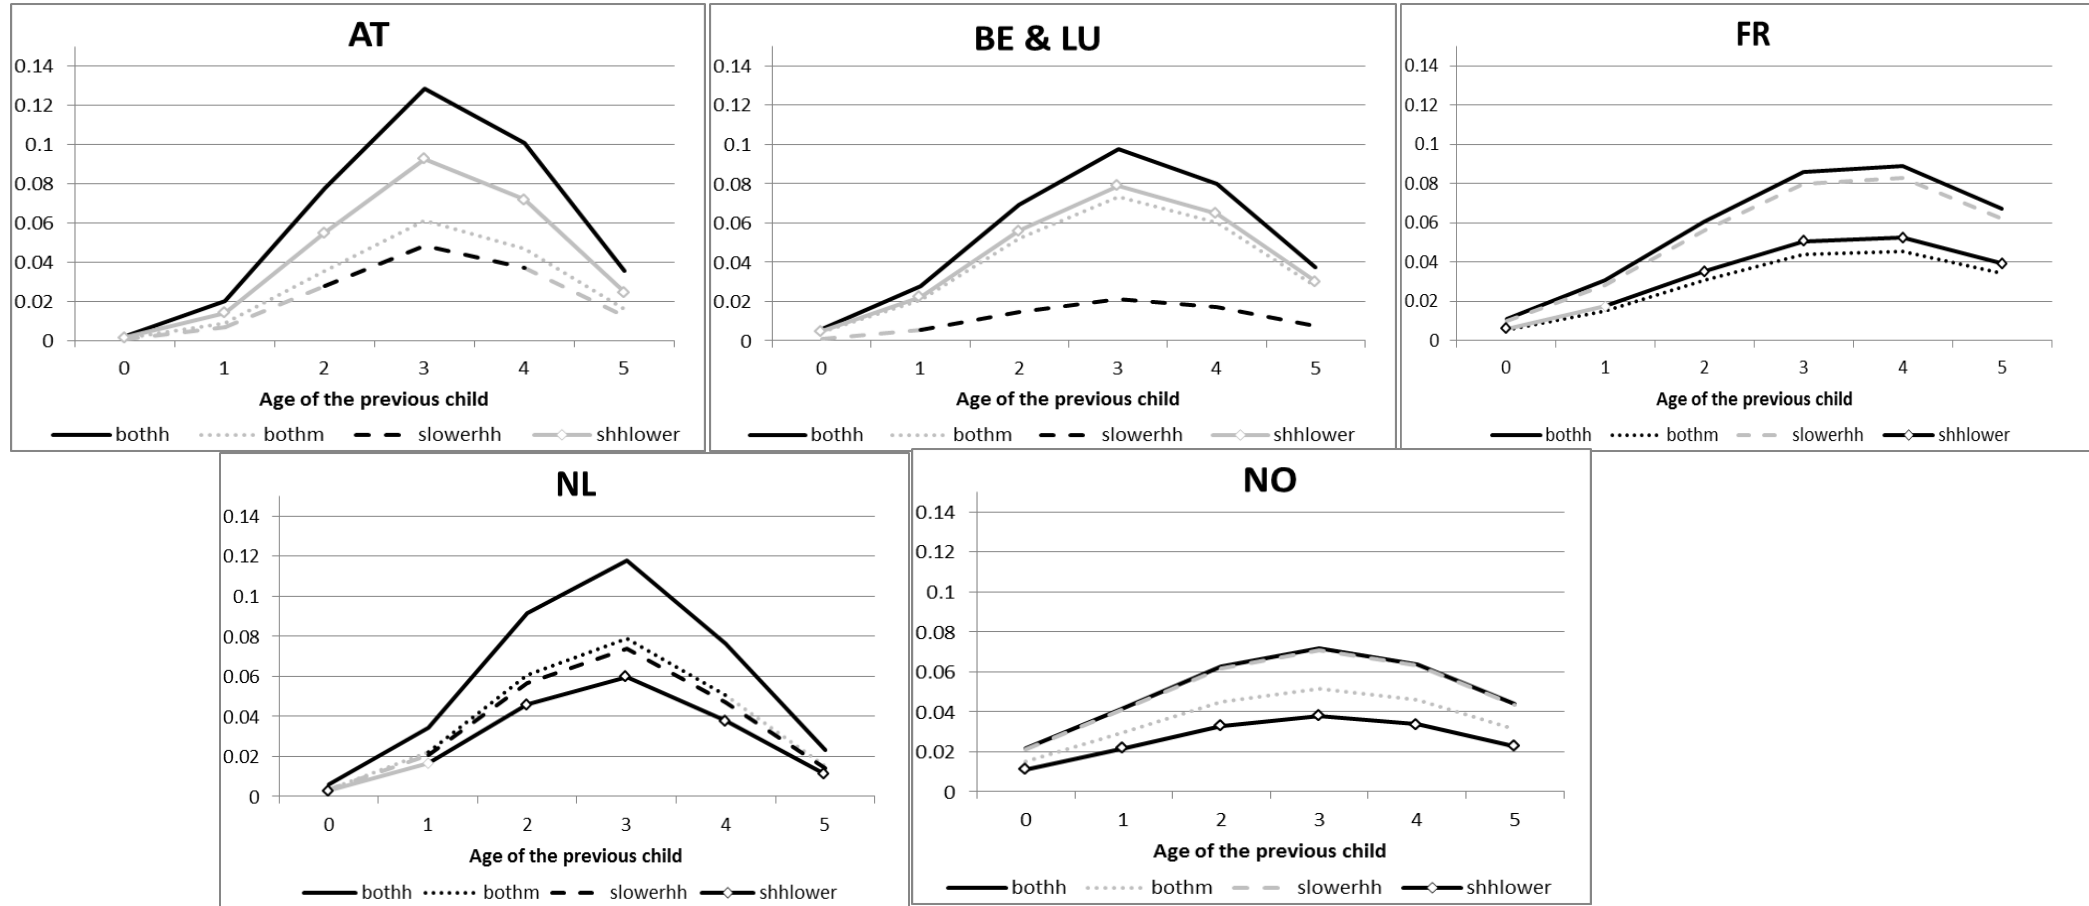 AT
0.14
0.12
0.1
0.08
0.06
0.04
0.02
0
0 1 2 3 4 5
Age of the previous child
bothh bothm slowerhh shhlower
BE & LU
0.14
0.12
0.1
0.08
0.06
0.04
0.02
0
0 1 2 3 4 5
Age of the previous child
bothh bothm slowerhh shhlower
FR
0.14
0.12
0.1
0.08
0.06
0.04
0.02
0
0 1 2 3 4 5
Age of the previous child
bothh bothm slowerhh shhlower
NL
0.14
0.12
0.1
0.08
0.06
0.04
0.02
0
0 1 2 3 4 5
Age of the previous child
bothh bothm slowerhh shhlower
NO
0.14
0.12
0.1
0.08
0.06
0.04
0.02
0
0 1 2 3 4 5
Age of the previous child
bothh bothm slowerhh shhlower